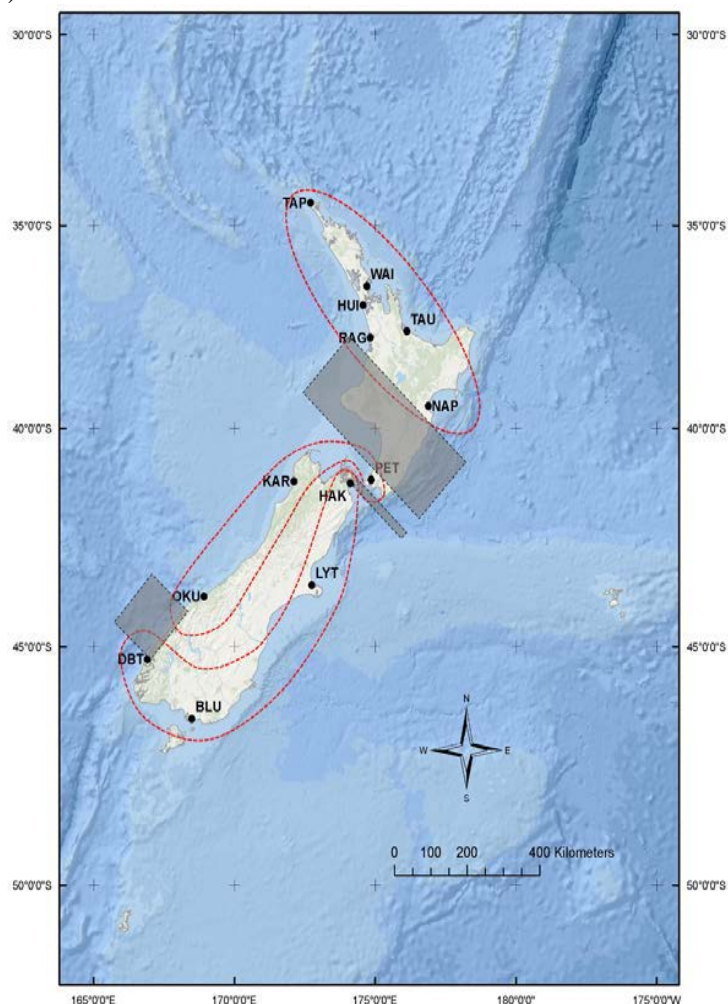 )
30°0'0"S 30°0'0"S
TAP
35°0'0"S 35°0'0"S
WAI
HUI
TAU
RAG
NAP
40°0'0"S 40°0'0"S
PET
KAR
HAK
LYT
OKU
45°0'0"S 45°0'0"S
DBT
BLU
N
W E
S
0 100 200 400 Kilometers
50°0'0"S 50°0'0"S
165°0'0"E 170°0'0"E 175°0'0"E 180°0'0"E 175°0'0"W